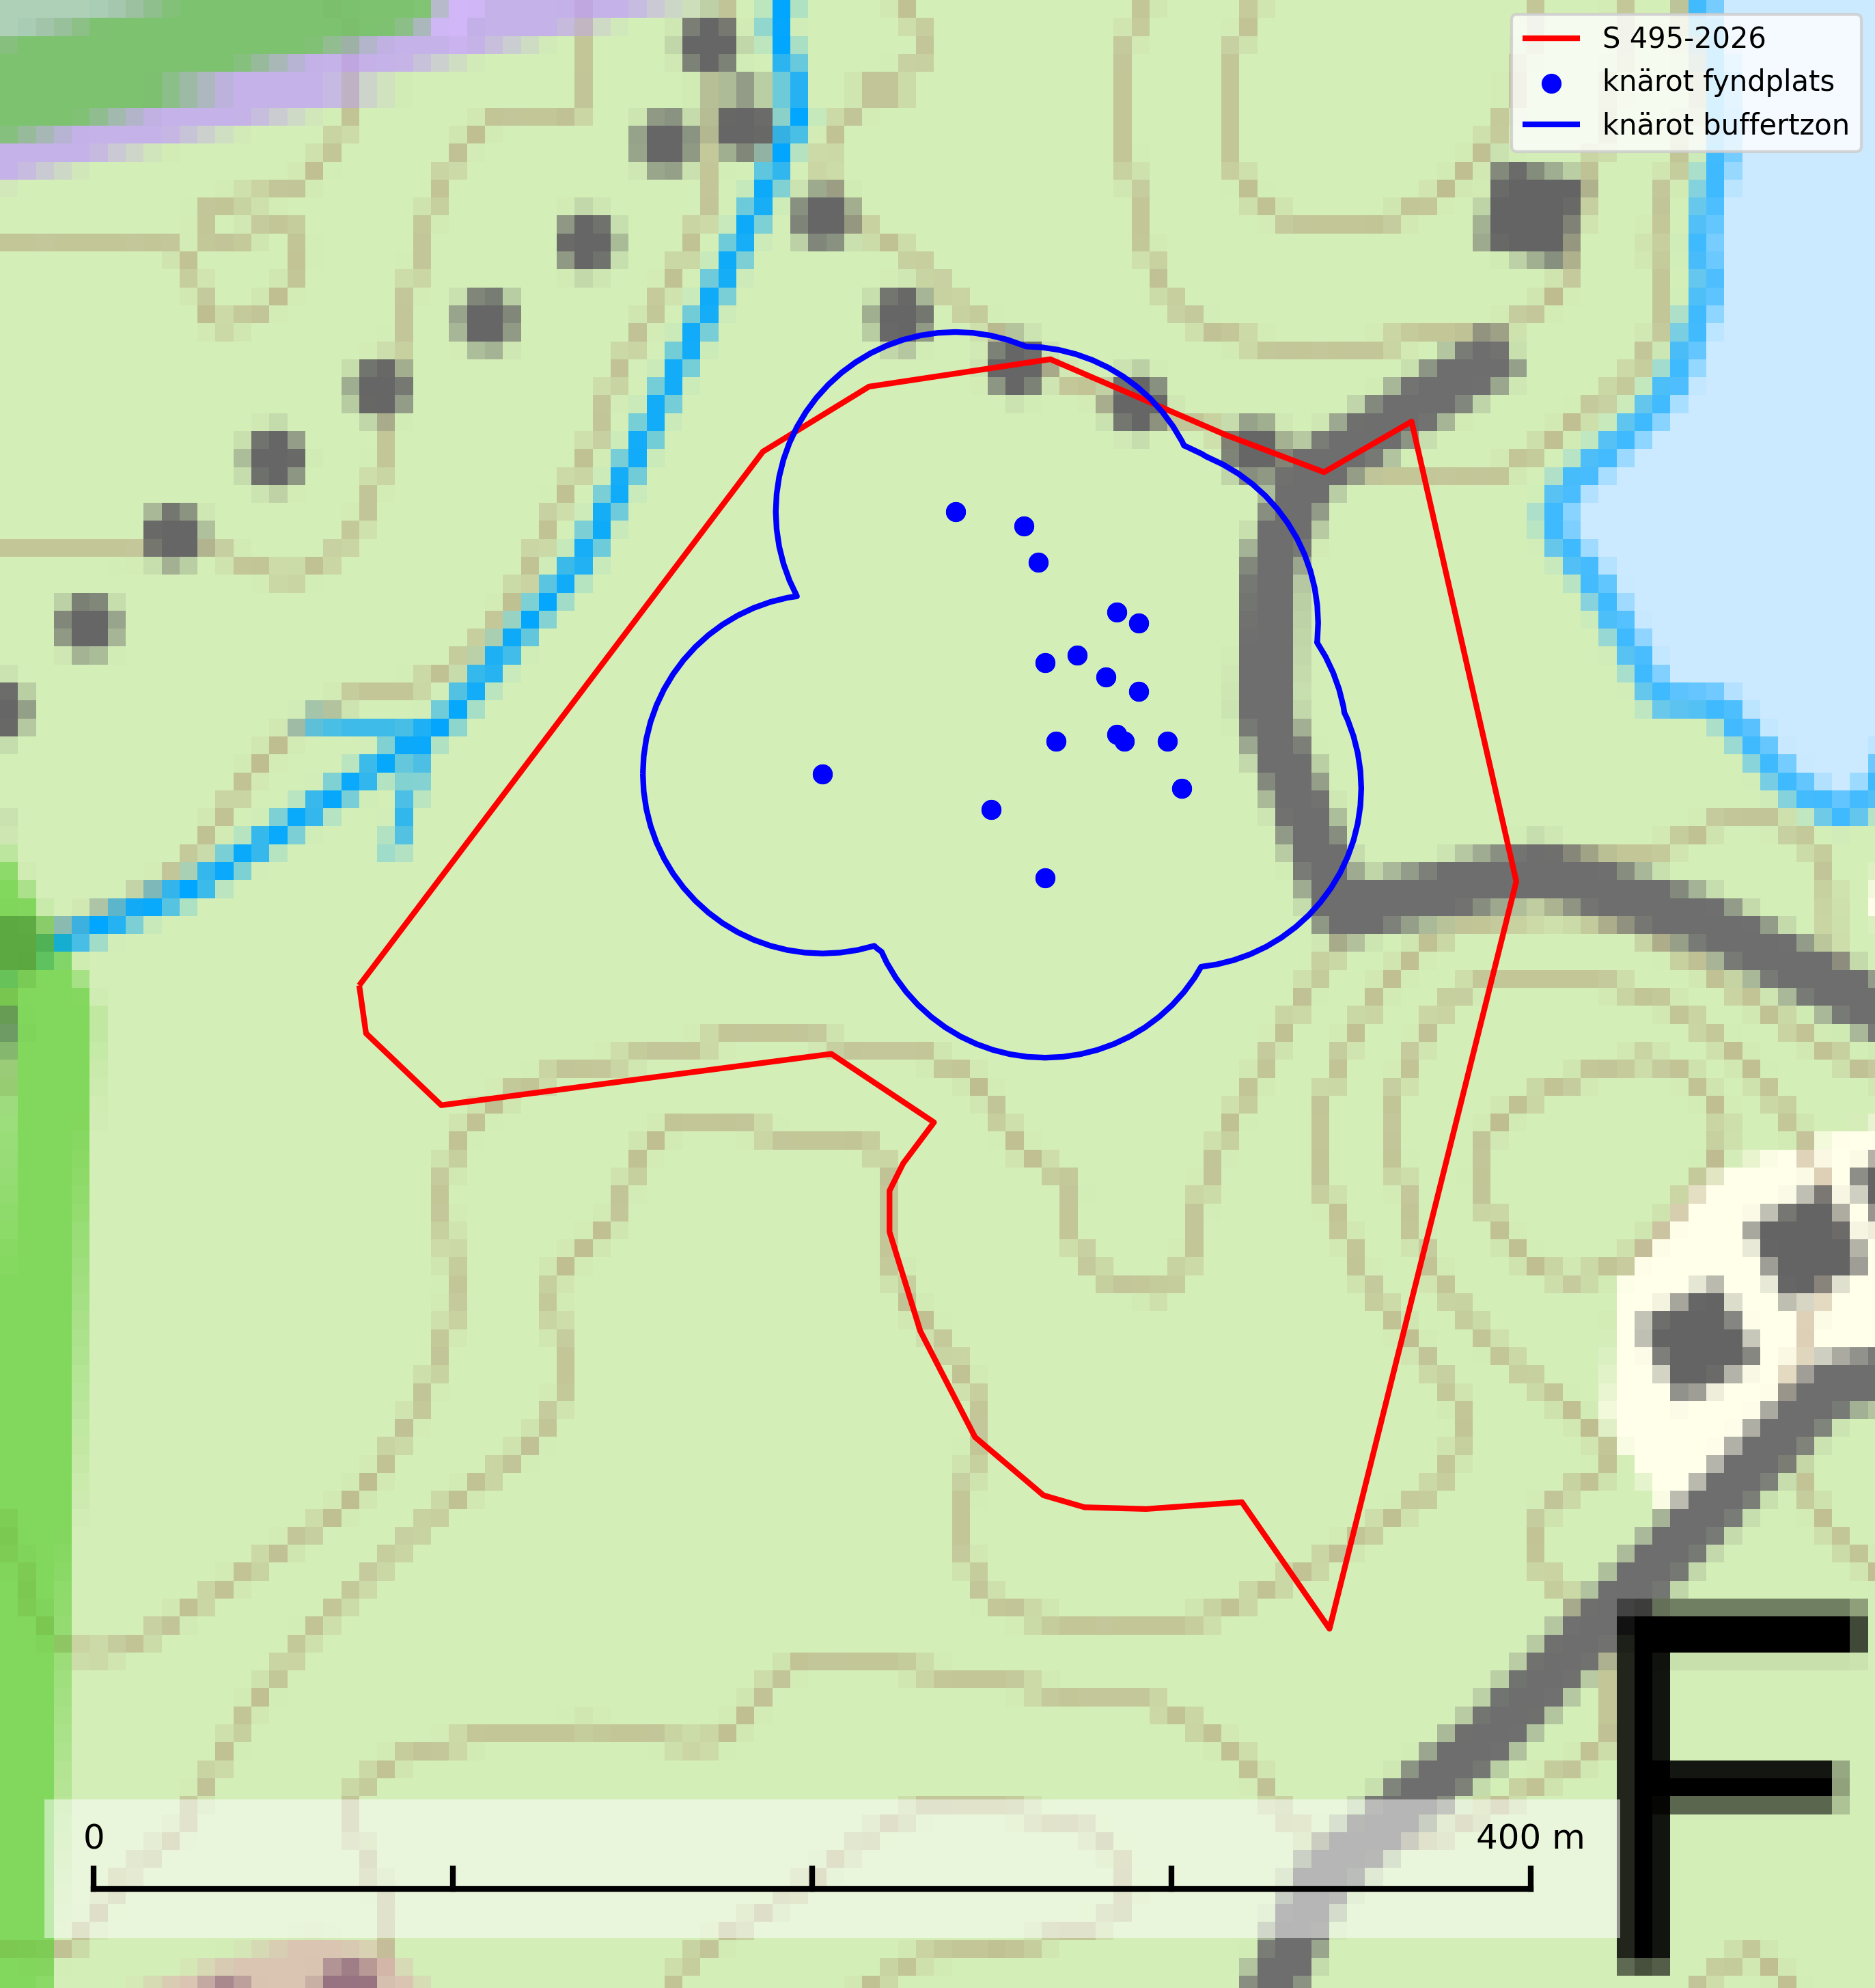 S 495-2026
knärot fyndplats
knärot buffertzon
F
0 400 m